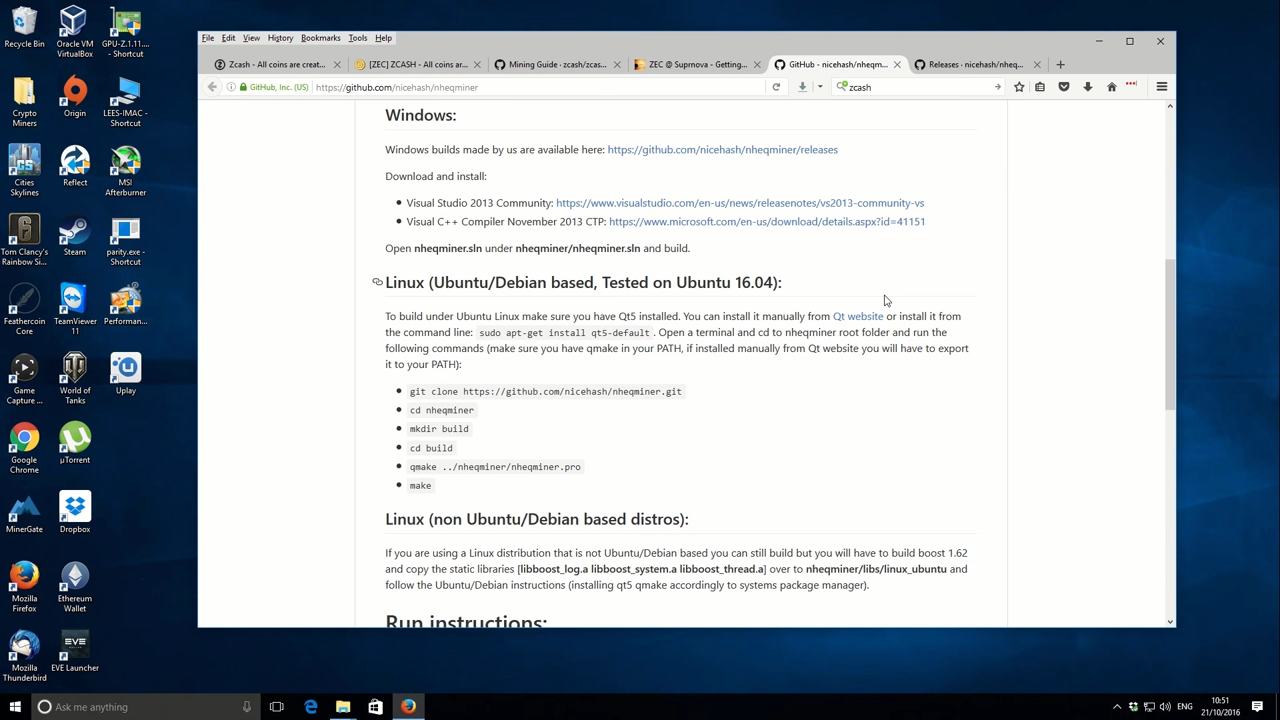 File Edit View History Bookmarks Tools Help
Zcash - All coins are creat...
[ZEC] ZCASH - All coins ar...
Mining Guide · zcash/zcas...
ZEC @ Suprnova - Getting...
GitHub - nicehash/nheqm...
Releases · nicehash/nheq...
GitHub, Inc. (US)
https://github.com/nicehash/nheqminer
zcash
Windows:
Windows builds made by us are available here: https://github.com/nicehash/nheqminer/releases
Download and install:
Visual Studio 2013 Community: https://www.visualstudio.com/en-us/news/releasenotes/vs2013-community-vs
Visual C++ Compiler November 2013 CTP: https://www.microsoft.com/en-us/download/details.aspx?id=41151
Open nheqminer.sln under nheqminer/nheqminer.sln and build.
Linux (Ubuntu/Debian based, Tested on Ubuntu 16.04):
To build under Ubuntu Linux make sure you have Qt5 installed. You can install it manually from Qt website or install it from
the command line: sudo apt-get install qt5-default. Open a terminal and cd to nheqminer root folder and run the
following commands (make sure you have qmake in your PATH, if installed manually from Qt website you will have to export
it to your PATH):
git clone https://github.com/nicehash/nheqminer.git
cd nheqminer
mkdir build
cd build
qmake ../nheqminer/nheqminer.pro
make
Linux (non Ubuntu/Debian based distros):
If you are using a Linux distribution that is not Ubuntu/Debian based you can still build but you will have to build boost 1.62
and copy the static libraries [libboost_log.a libboost_system.a libboost_thread.a] over to nheqminer/libs/linux_ubuntu and
follow the Ubuntu/Debian instructions (installing qt5 qmake accordingly to systems package manager).
Run instructions:
Recycle Bin
Oracle VM
VirtualBox
GPU-Z.1.11....
- Shortcut
Crypto
Miners
Origin
LEES-IMAC -
Shortcut
Cities
Skylines
Reflect
MSI
Afterburner
Tom Clancy's
Rainbow Si...
Steam
parity.exe -
Shortcut
Feathercoin
Core
TeamViewer
11
Performan...
Game
Capture ...
World of
Tanks
Uplay
Google
Chrome
µTorrent
MinerGate
Dropbox
Mozilla
Firefox
Ethereum
Wallet
Mozilla
Thunderbird
EVE
EVE Launcher
Ask me anything
ENG
10:51
21/10/2016